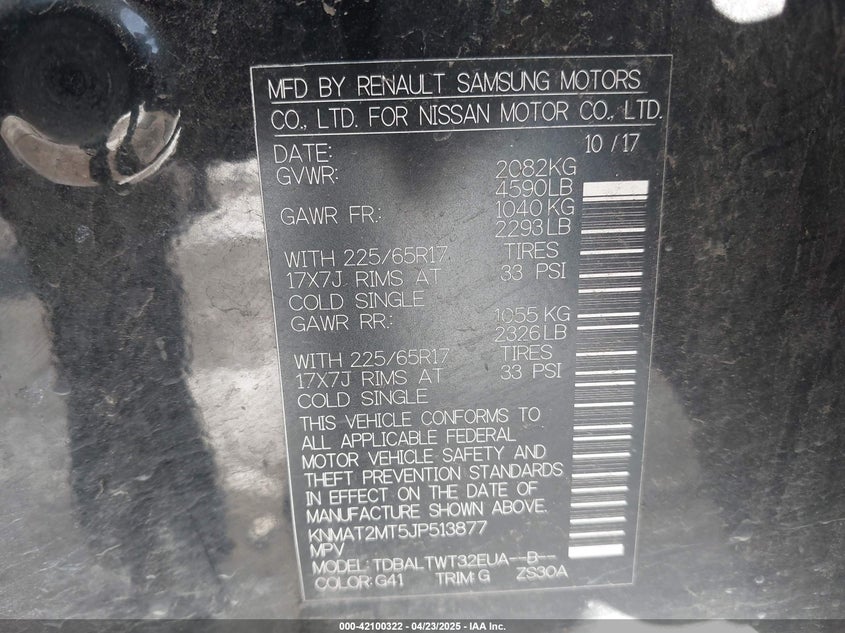 MFD BY RENAULT SAMSUNG MOTORS
CO., LTD. FOR NISSAN MOTOR CO., LTD.
DATE: 10 / 17
GVWR: 2082KG
4590LB
GAWR FR.: 1040 KG
2293 LB
WITH 225/65R17 TIRES
17X7J RIMS AT 33 PSI
COLD SINGLE
GAWR RR.: 1055 KG
2326 LB
WITH 225/65R17 TIRES
17X7J RIMS AT 33 PSI
COLD SINGLE
THIS VEHICLE CONFORMS TO
ALL APPLICABLE FEDERAL
MOTOR VEHICLE SAFETY AND
THEFT PREVENTION STANDARDS
IN EFFECT ON THE DATE OF
MANUFACTURE SHOWN ABOVE.
KNMAT2MT5JP513877
MPV
MODEL: TDBALTWT32EUA--B--
COLOR: G41 TRIM: G ZS30A
000-42100322 - 04/23/2025 - IAA Inc.